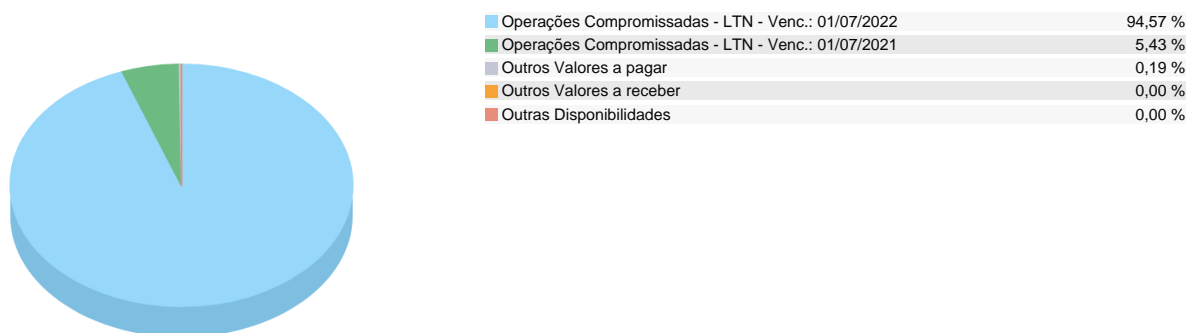 Operações Compromissadas - LTN - Venc.: 01/07/2022 94,57 %
Operações Compromissadas - LTN - Venc.: 01/07/2021 5,43 %
Outros Valores a pagar 0,19 %
Outros Valores a receber 0,00 %
Outras Disponibilidades 0,00 %